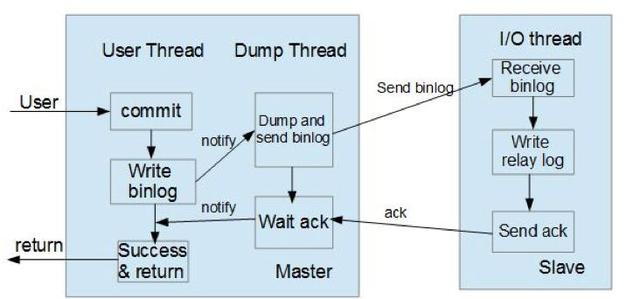 User Thread
Dump Thread
I/O thread
User
commit
notify
Dump and
send binlog
Send binlog
Receive
binlog
Write
binlog
Write
relay log
notify
Wait ack
ack
Send ack
return
Success
& return
Master
Slave